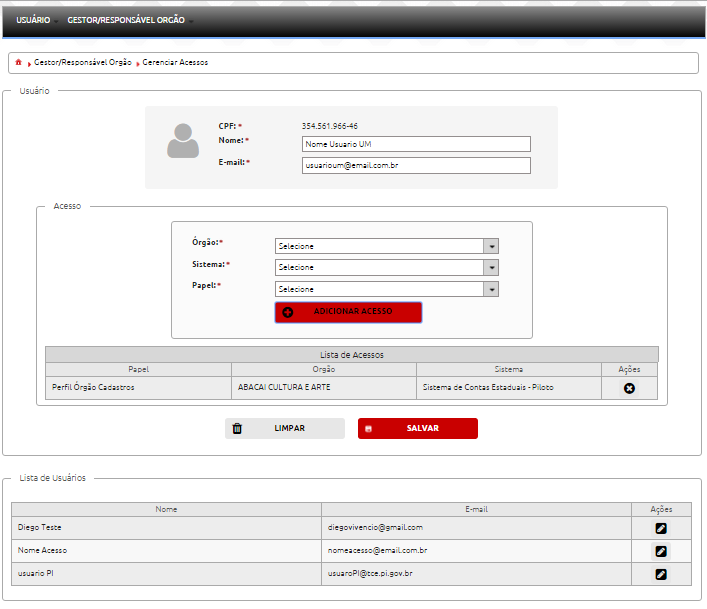 USUÁRIO GESTOR/RESPONSÁVEL ORGÃO
Gestor/Responsável Orgão Gerenciar Acessos
Usuário
CPF: * 354.561.966-46
Nome: * Nome Usuario UM
E-mail: * usuarioum@email.com.br
Acesso
Órgão:* Selecione
Sistema:* Selecione
Papel:* Selecione
ADICIONAR ACESSO
Lista de Acessos
Papel Orgão Sistema Ações
Perfil Órgão Cadastros ABACAI CULTURA E ARTE Sistema de Contas Estaduais - Piloto
LIMPAR SALVAR
Lista de Usuários
Nome E-mail Ações
Diego Teste diegovivencio@gmail.com
Nome Acesso nomeacesso@email.com.br
usuario PI usuaroPI@tce.pi.gov.br